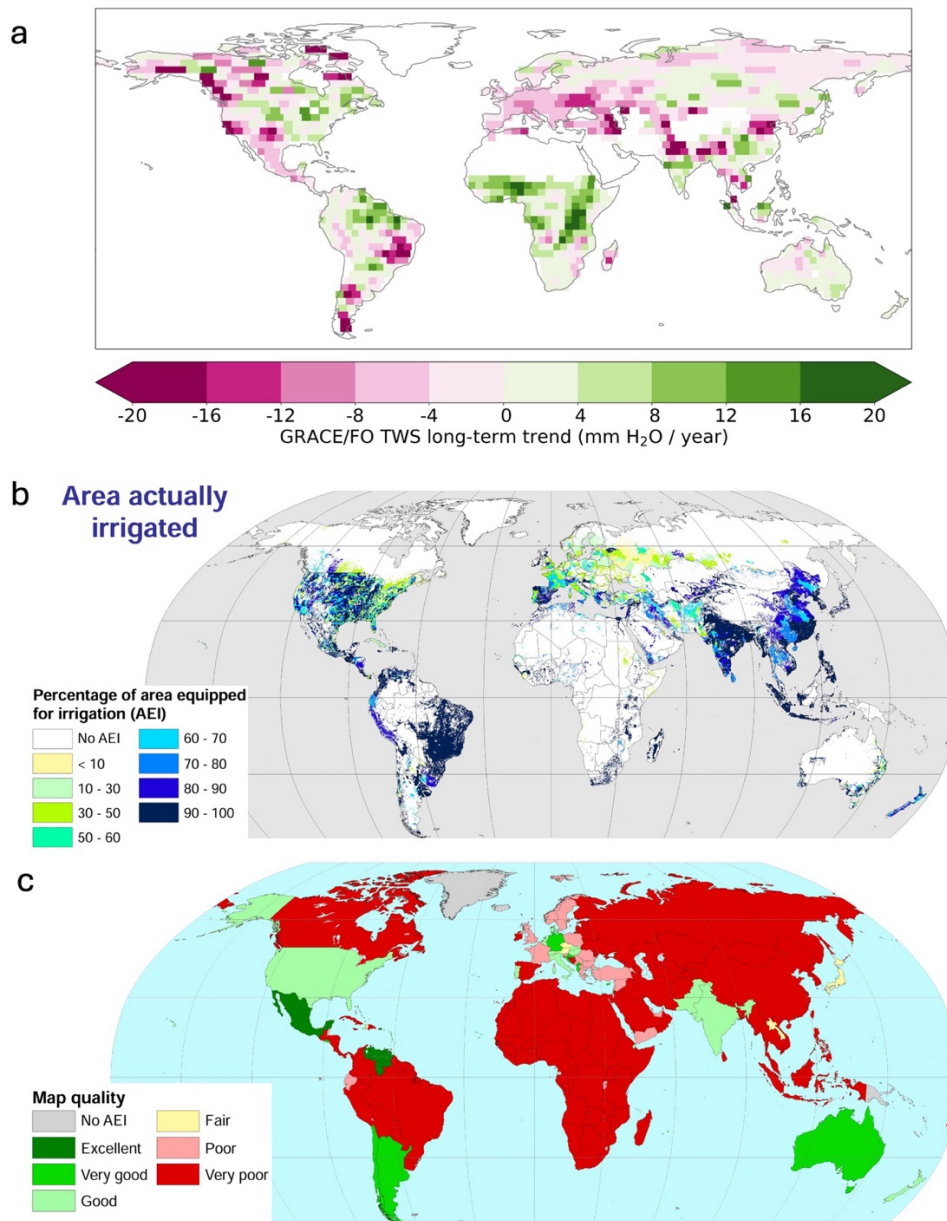 a
-20 -16 -12 -8 -4 0 4 8 12 16 20
GRACE/FO TWS long-term trend (mm H₂O / year)
b
Area actually
irrigated
Percentage of area equipped
for irrigation (AEI)
No AEI 60 - 70
< 10 70 - 80
10 - 30 80 - 90
30 - 50 90 - 100
50 - 60
c
Map quality
No AEI Fair
Excellent Poor
Very good Very poor
Good